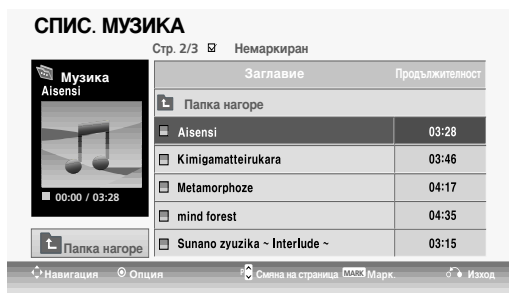 СПИС. МУЗИКА
Стр. 2/3 Немаркиран
Музика
Aisensi
00:00 / 03:28
Папка нагоре
Заглавие Продължителност
Папка нагоре
Aisensi 03:28
Kimigamatteirukara 03:46
Metamorphoze 04:17
mind forest 04:35
Sunano zyuzika ~ Interlude ~ 03:15
Навигация Опция P Смяна на страница MARK Марк. Изход